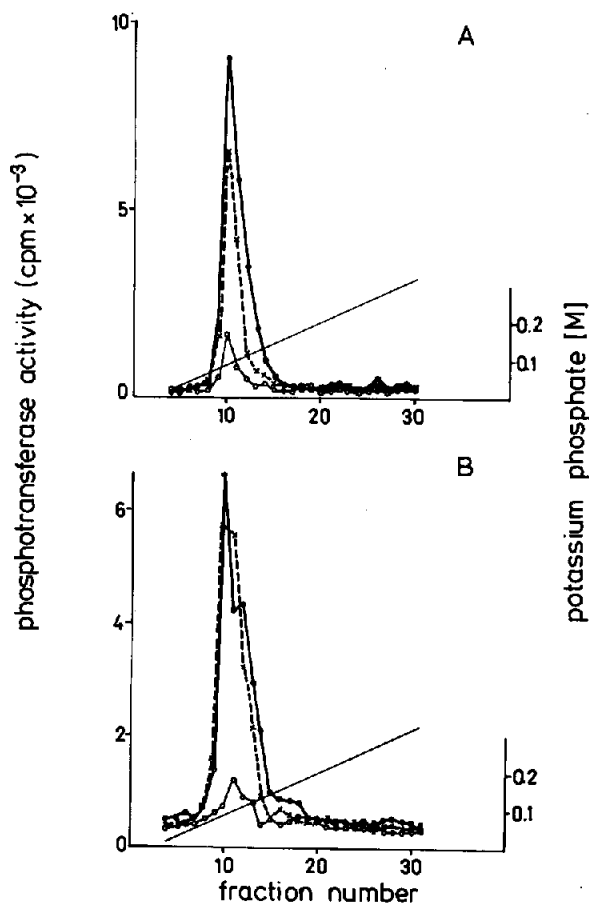 A
10
5
0
phosphotransferase activity (cpm × 10⁻³)
0.2
0.1
potassium phosphate [M]
10 20 30
B
6
4
2
0
0.2
0.1
10 20 30
fraction number